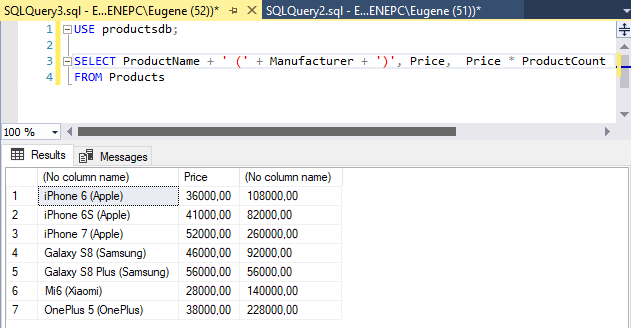 SQLQuery3.sql - E...ENEPC\Eugene (52))* SQLQuery2.sql - E...ENEPC\Eugene (51))*
1 USE productsdb;
2
3 SELECT ProductName + ' (' + Manufacturer + ')', Price,  Price * ProductCount
4 FROM Products
100 %
Results Messages
(No column name) Price (No column name)
1 iPhone 6 (Apple) 36000,00 108000,00
2 iPhone 6S (Apple) 41000,00 82000,00
3 iPhone 7 (Apple) 52000,00 260000,00
4 Galaxy S8 (Samsung) 46000,00 92000,00
5 Galaxy S8 Plus (Samsung) 56000,00 56000,00
6 Mi6 (Xiaomi) 28000,00 140000,00
7 OnePlus 5 (OnePlus) 38000,00 228000,00